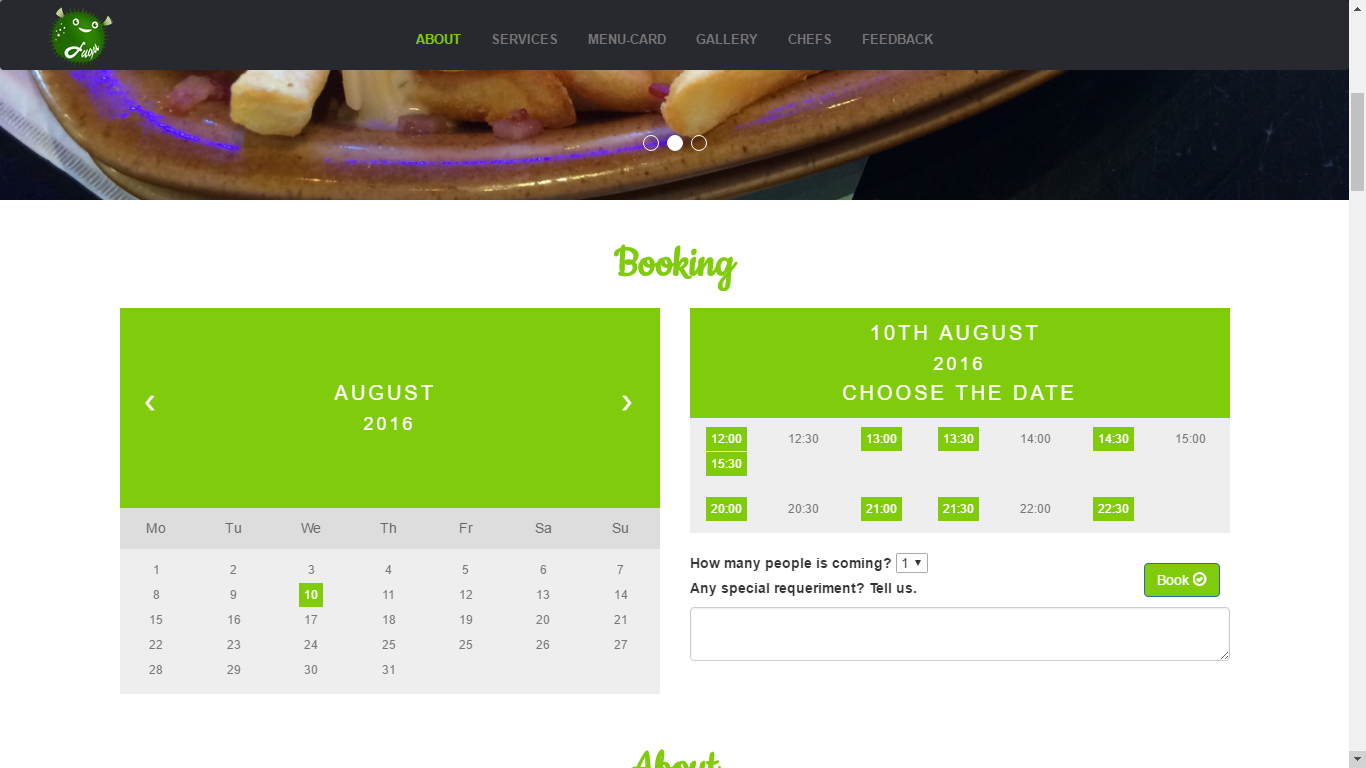 Fugu
ABOUT SERVICES MENU-CARD GALLERY CHEFS FEEDBACK
Booking
‹ AUGUST ›
2016
Mo Tu We Th Fr Sa Su
1 2 3 4 5 6 7
8 9 10 11 12 13 14
15 16 17 18 19 20 21
22 23 24 25 25 26 27
28 29 30 31
10TH AUGUST
2016
CHOOSE THE DATE
12:00 12:30 13:00 13:30 14:00 14:30 15:00
15:30
20:00 20:30 21:00 21:30 22:00 22:30
How many people is coming? 1
Any special requeriment? Tell us.
Book
About